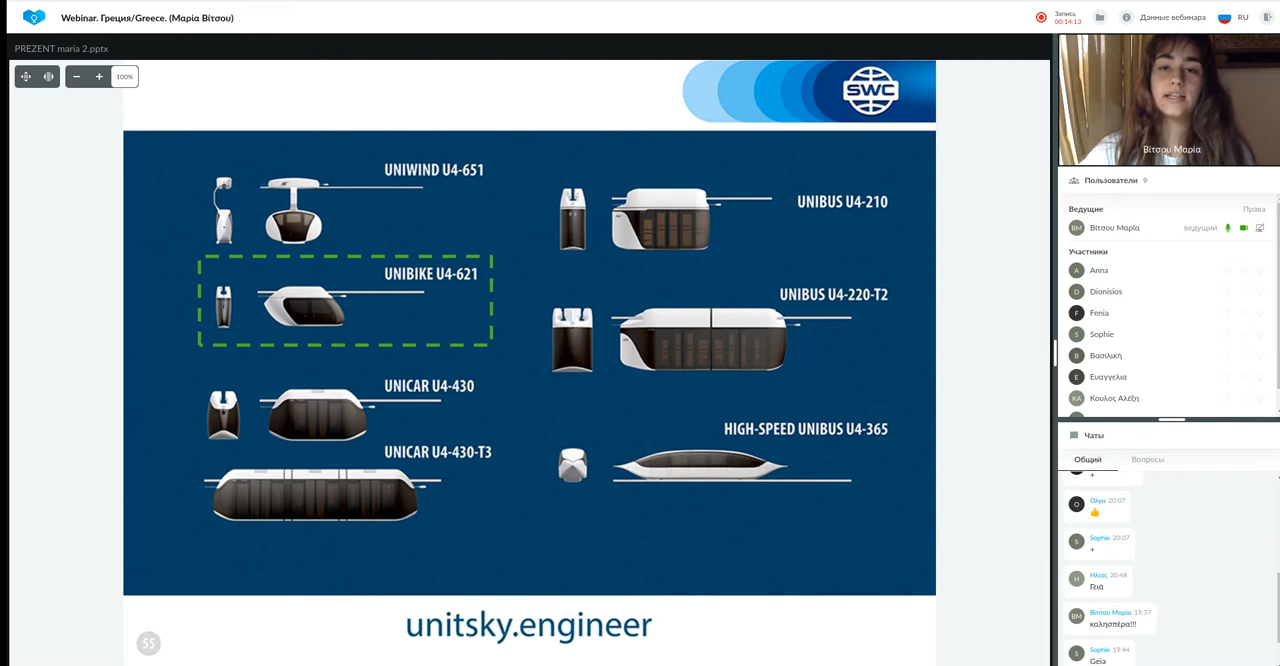 Webinar. Греция/Greece. (Μαρία Βίτσου)
Запись
00:14:13
Данные вебинара
RU
PREZENT maria 2.pptx
100%
SWC
UNIWIND U4-651
UNIBIKE U4-621
UNICAR U4-430
UNICAR U4-430-T3
UNIBUS U4-210
UNIBUS U4-220-T2
HIGH-SPEED UNIBUS U4-365
unitsky.engineer
55
Βίτσου Μαρία
Пользователи 9
Ведущие
Права
ΒΜ Βίτσου Μαρία ведущий
Участники
A Anna
D Dionisios
F Fenia
S Sophie
Β Βασιλική
Ε Ευαγγελια
ΚΑ Κουλος Αλέξη
Чаты
Общий
Вопросы
+
Ο Ολγα 20:07
👍
S Sophie 20:07
+
Η Ηλίας 20:48
Γειά
ΒΜ Βίτσου Μαρία 19:37
καλησπέρα!!!
S Sophie 19:44
Geia